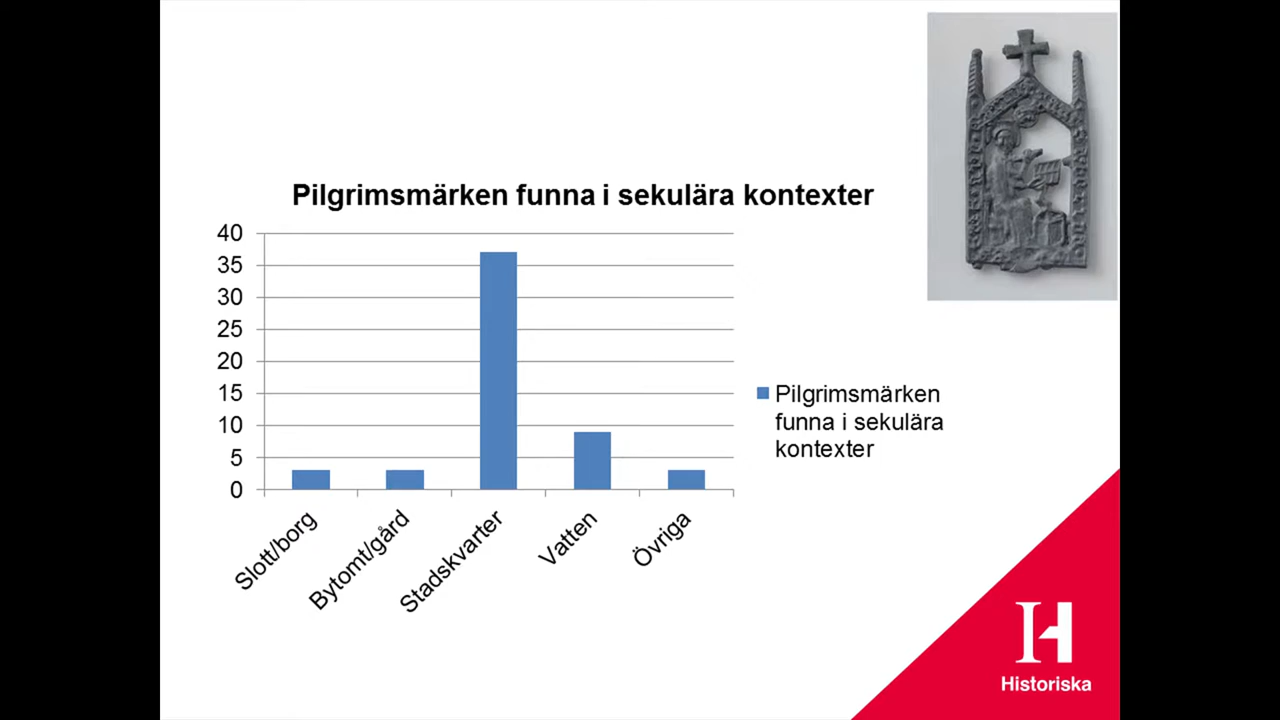 Pilgrimsmärken funna i sekulära kontexter
40
35
30
25
20
15
10
5
0
Slott/borg
Bytomt/gård
Stadskvarter
Vatten
Övriga
Pilgrimsmärken
funna i sekulära
kontexter
H
Historiska